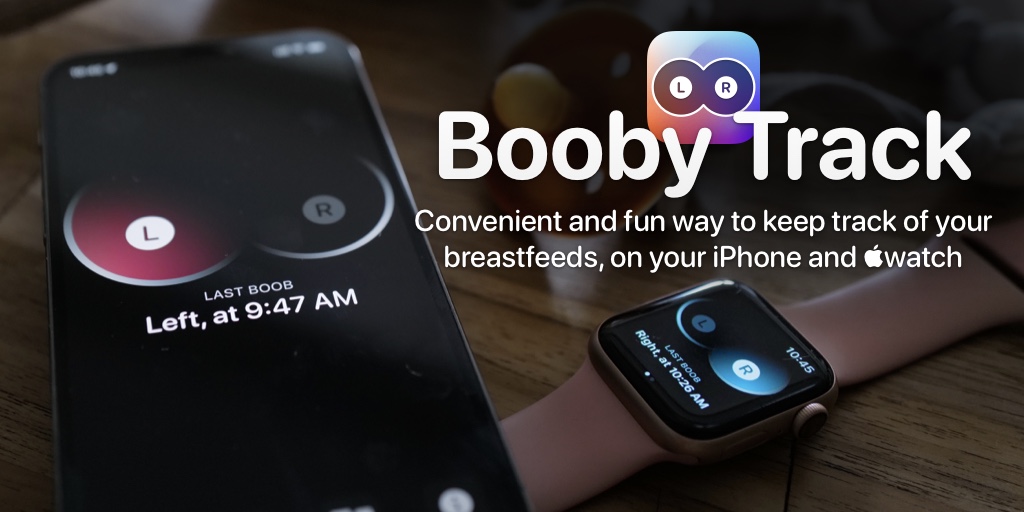 L R
Booby Track
Convenient and fun way to keep track of your
breastfeeds, on your iPhone and watch
L
R
LAST BOOB
Left, at 9:47 AM
10:45
L
R
LAST BOOB
Right, at 10:26 AM